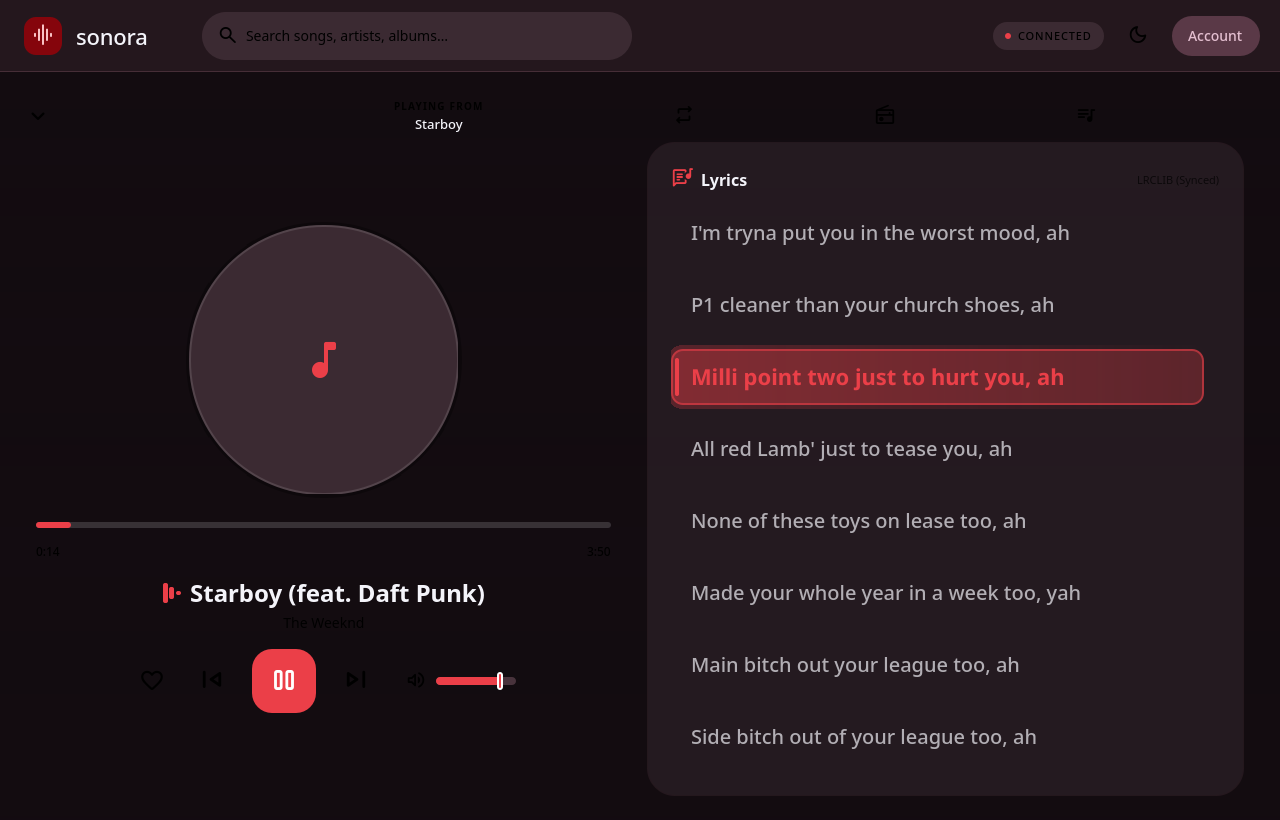 sonora
Search songs, artists, albums...
CONNECTED
Account
PLAYING FROM
Starboy
Lyrics
LRCLIB (Synced)
I'm tryna put you in the worst mood, ah
P1 cleaner than your church shoes, ah
Milli point two just to hurt you, ah
All red Lamb' just to tease you, ah
None of these toys on lease too, ah
Made your whole year in a week too, yah
Main bitch out your league too, ah
Side bitch out of your league too, ah
0:14
3:50
Starboy (feat. Daft Punk)
The Weeknd